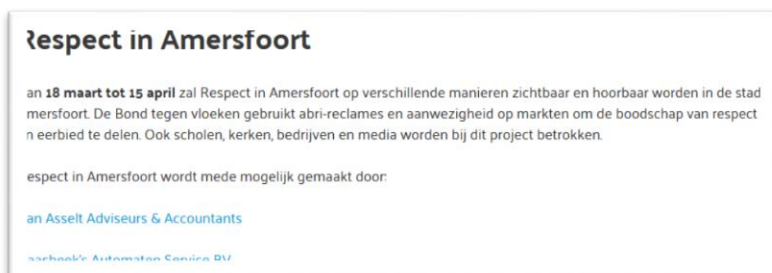 Respect in Amersfoort
an 18 maart tot 15 april zal Respect in Amersfoort op verschillende manieren zichtbaar en hoorbaar worden in de stad
mersfoort. De Bond tegen vloeken gebruikt abri-reclames en aanwezigheid op markten om de boodschap van respect
n eerbied te delen. Ook scholen, kerken, bedrijven en media worden bij dit project betrokken.
espect in Amersfoort wordt mede mogelijk gemaakt door:
an Asselt Adviseurs & Accountants
Automaten Service BV